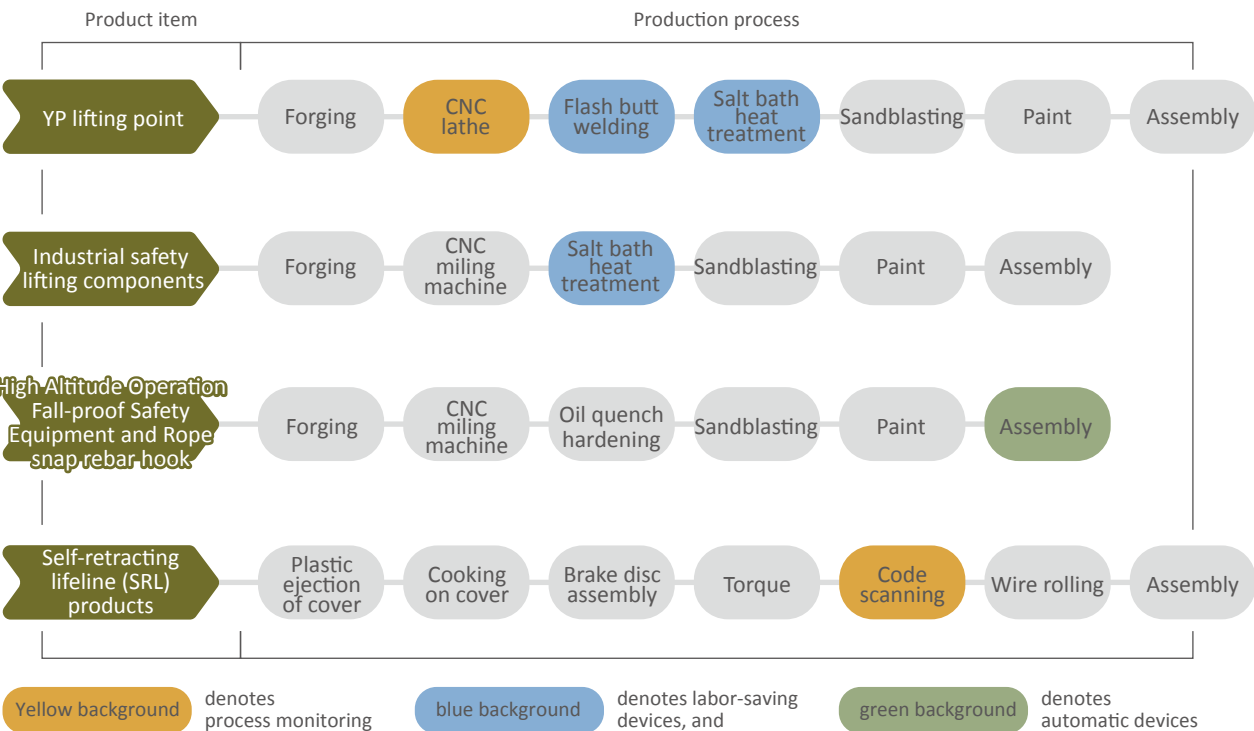 Product item
Production process
YP lifting point
Forging
CNC
lathe
Flash butt
welding
Salt bath
heat
treatment
Sandblasting
Paint
Assembly
Industrial safety
lifting components
Forging
CNC
miling
machine
Salt bath
heat
treatment
Sandblasting
Paint
Assembly
High Altitude Operation
Fall-proof Safety
Equipment and Rope
snap rebar hook
Forging
CNC
miling
machine
Oil quench
hardening
Sandblasting
Paint
Assembly
Self-retracting
lifeline (SRL)
products
Plastic
ejection
of cover
Cooking
on cover
Brake disc
assembly
Torque
Code
scanning
Wire rolling
Assembly
Yellow background
denotes
process monitoring
blue background
denotes labor-saving
devices, and
green background
denotes
automatic devices